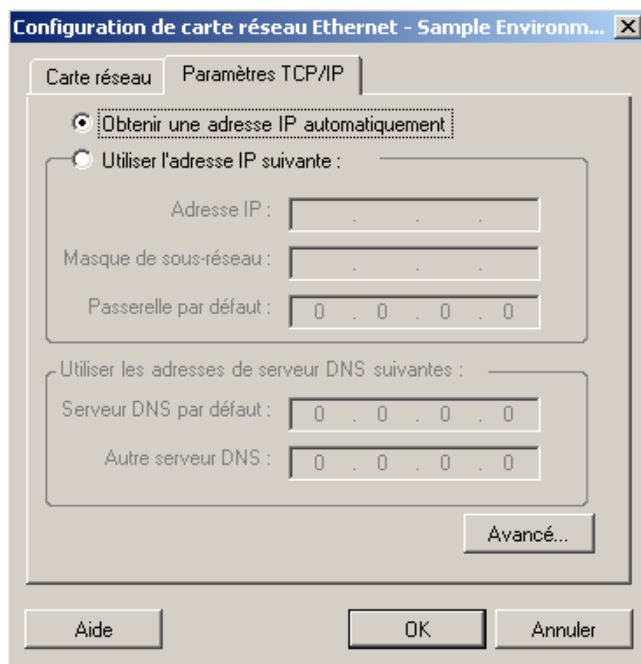 Configuration de carte réseau Ethernet - Sample Environm...
Carte réseau
Paramètres TCP/IP
Obtenir une adresse IP automatiquement
Utiliser l'adresse IP suivante :
Adresse IP :
. . .
Masque de sous-réseau :
. . .
Passerelle par défaut :
0 . 0 . 0 . 0
Utiliser les adresses de serveur DNS suivantes :
Serveur DNS par défaut :
0 . 0 . 0 . 0
Autre serveur DNS :
0 . 0 . 0 . 0
Avancé...
Aide
OK
Annuler